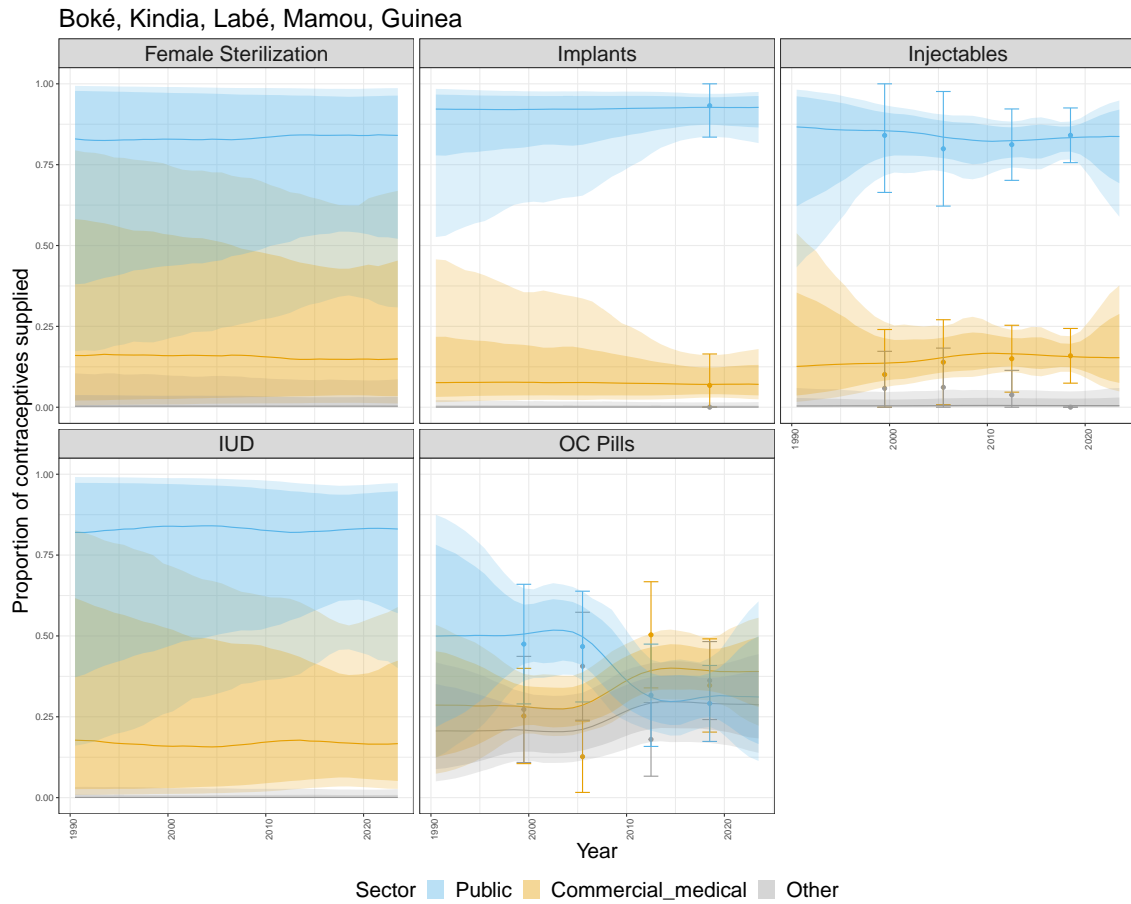 Boké, Kindia, Labé, Mamou, Guinea
Female Sterilization
Implants
Injectables
1.00
0.75
0.50
0.25
0.00
1990
2000
2010
2020
IUD
OC Pills
1.00
0.75
0.50
0.25
0.00
1990
2000
2010
2020
1990
2000
2010
2020
Proportion of contraceptives supplied
Year
Sector Public Commercial_medical Other